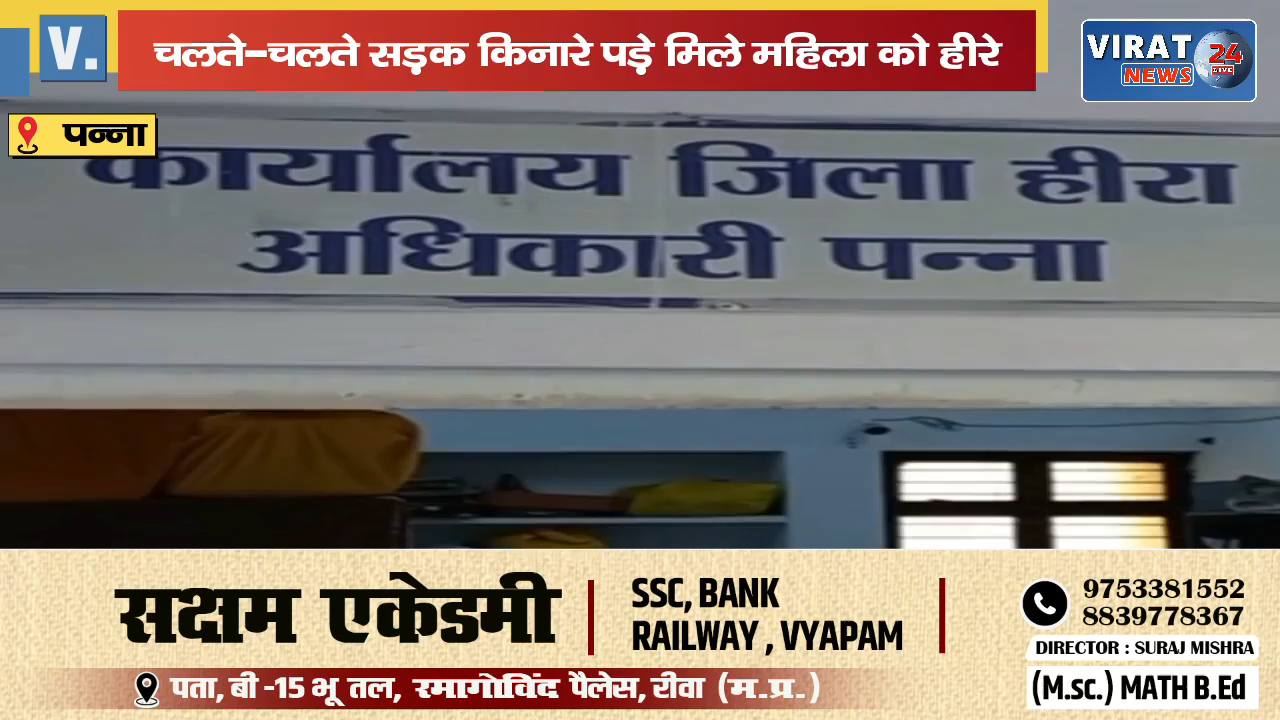 V.
चलते-चलते सड़क किनारे पड़े मिले महिला को हीरे
VIRAT
24
NEWS
LIVE
पन्ना
कार्यालय जिला हीरा
अधिकारी पन्ना
सक्षम एकेडमी
SSC, BANK
RAILWAY , VYAPAM
9753381552
8839778367
DIRECTOR : SURAJ MISHRA
(M.sc.) MATH B.Ed
पता, बी -15 भू तल, रमागोविंद पैलेस, रीवा (म.प्र.)